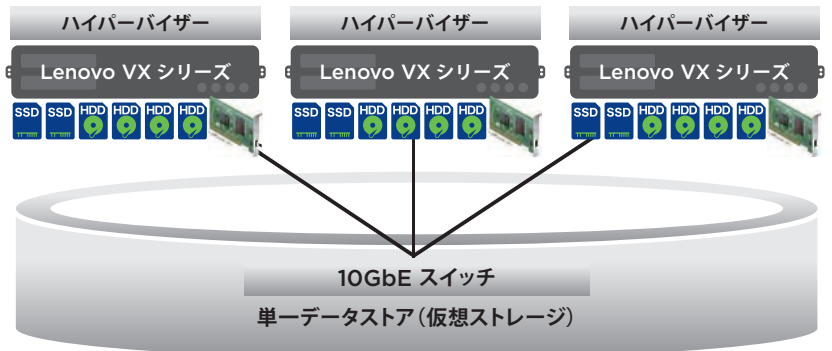 ハイパーバイザー ハイパーバイザー ハイパーバイザー
Lenovo VX シリーズ Lenovo VX シリーズ Lenovo VX シリーズ
SSD SSD HDD HDD HDD HDD SSD SSD HDD HDD HDD HDD SSD SSD HDD HDD HDD HDD
10GbE スイッチ
単一データストア(仮想ストレージ)